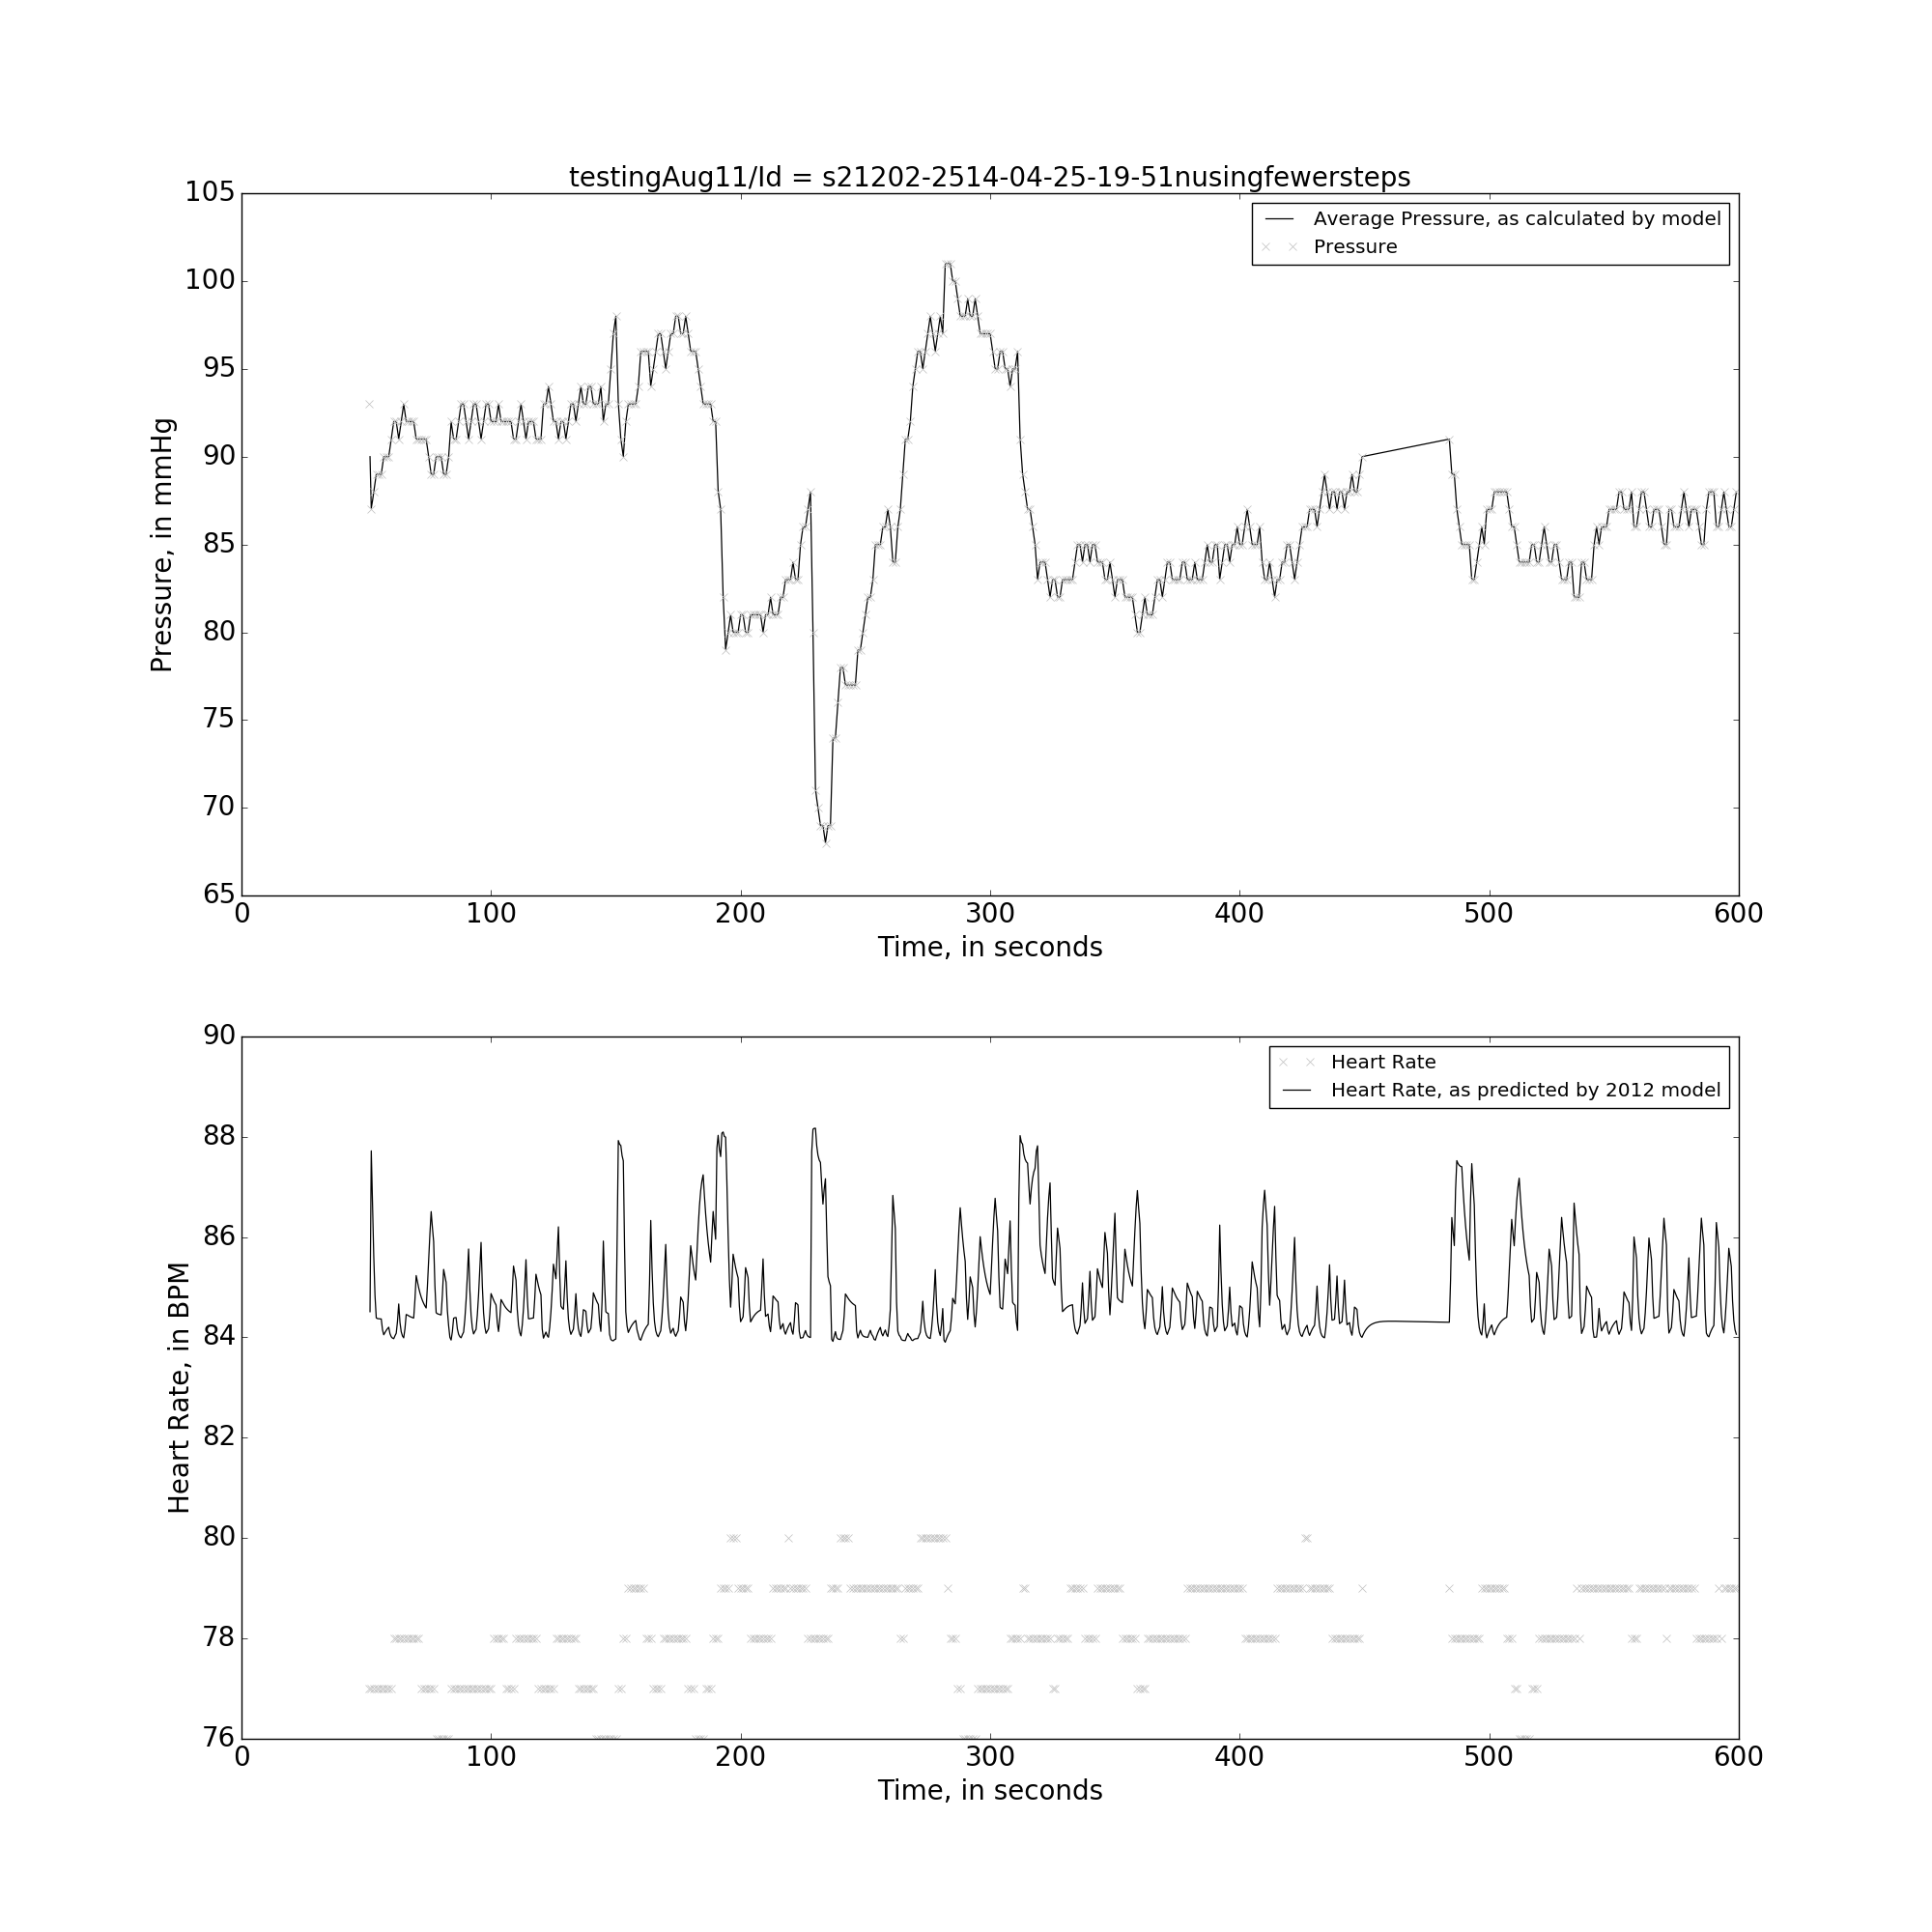 testingAug11/Id = s21202-2514-04-25-19-51nusingfewersteps
105
100
95
90
85
80
75
70
65
Pressure, in mmHg
Average Pressure, as calculated by model
Pressure
0 100 200 300 400 500 600
Time, in seconds
90
88
86
84
82
80
78
76
Heart Rate, in BPM
Heart Rate
Heart Rate, as predicted by 2012 model
0 100 200 300 400 500 600
Time, in seconds